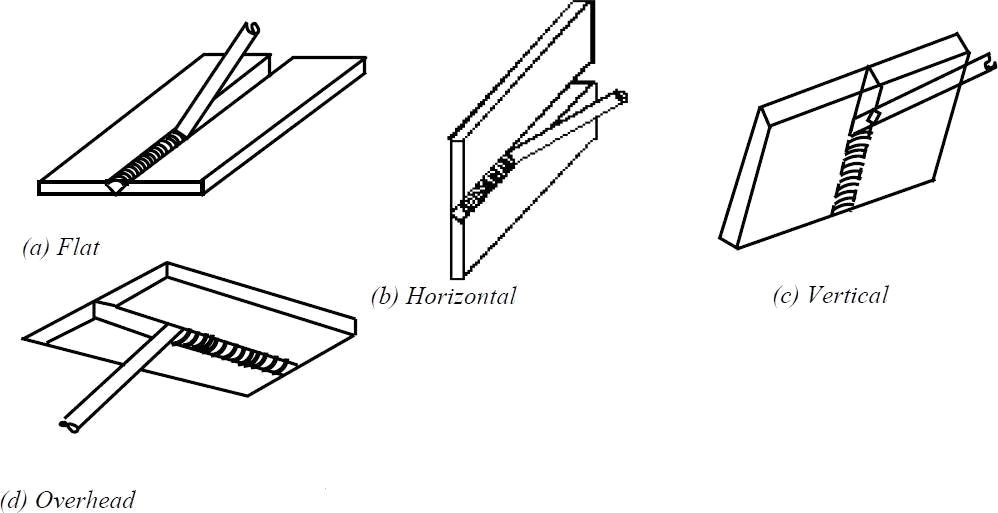 (a) Flat
(b) Horizontal
(c) Vertical
(d) Overhead